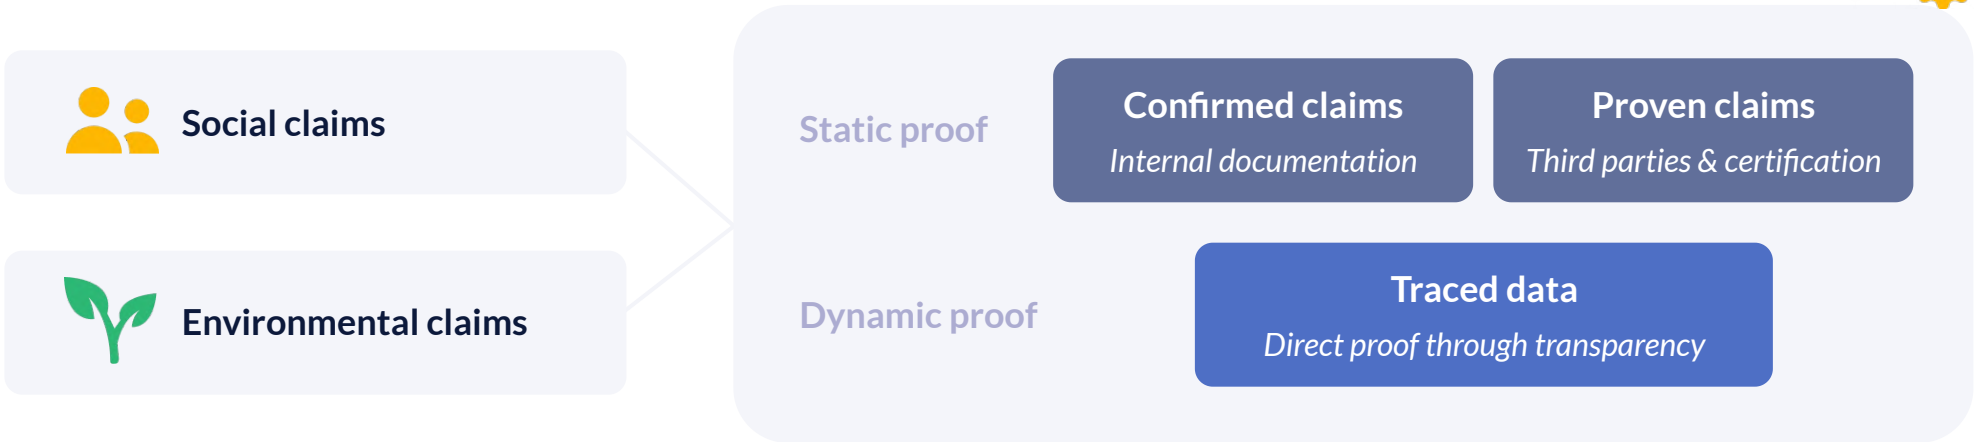 Social claims
Environmental claims
Static proof
Confirmed claims
Internal documentation
Proven claims
Third parties & certification
Dynamic proof
Traced data
Direct proof through transparency